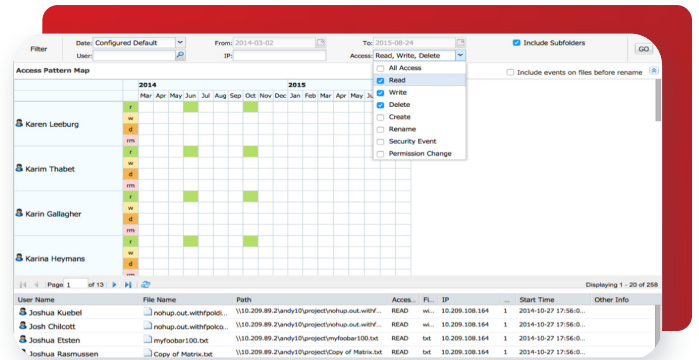 Filter Date: Configured Default From: 2014-03-02 To: 2015-08-24 Include Subfolders GO
User: IP: Access: Read, Write, Delete
Access Pattern Map Include events on files before rename
All Access
Read
Write
Delete
Create
Rename
Security Event
Permission Change
2014 2015
Mar Apr May Jun Jul Aug Sep Oct Nov Dec Jan Feb Mar Apr May
Karen Leeburg r w d rm
Karim Thabet r w d rm
Karin Gallagher r w d rm
Karina Heymans r w d
Page 1 of 13 Displaying 1 - 20 of 258
User Name File Name Path Acces... Fi... IP ... Start Time Other Info
Joshua Kuebel nohup.out.withfpoldi... \\10.209.89.2\andy10\project\nohup.out.withf... READ wi... 10.209.108.164 1 2014-10-27 17:56:0...
Josh Chilcott nohup.out.withfpolco... \\10.209.89.2\andy10\project\nohup.out.withf... READ wi... 10.209.108.164 1 2014-10-27 17:56:0...
Joshua Etsten myfoobar100.txt \\10.209.89.2\andy10\project\myfoobar100.txt READ txt 10.209.108.164 1 2014-10-27 17:56:0...
Joshua Rasmussen Copy of Matrix.txt \\10.209.89.2\andy10\project\Copy of Matrix.txt READ txt 10.209.108.164 1 2014-10-27 17:56:0...